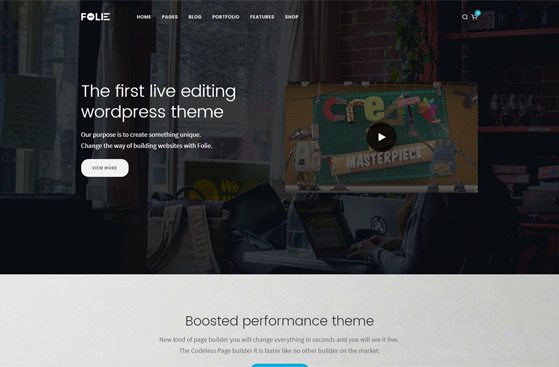 FOLIE
HOME PAGES BLOG PORTFOLIO FEATURES SHOP
The first live editing
wordpress theme
Our purpose is to create something unique.
Change the way of building websites with Folie.
VIEW MORE
MASTERPIECE
We
Boosted performance theme
New kind of page builder you will change everything in seconds and you will see it live.
The Codeless Page builder it is faster like no other builder on the market.